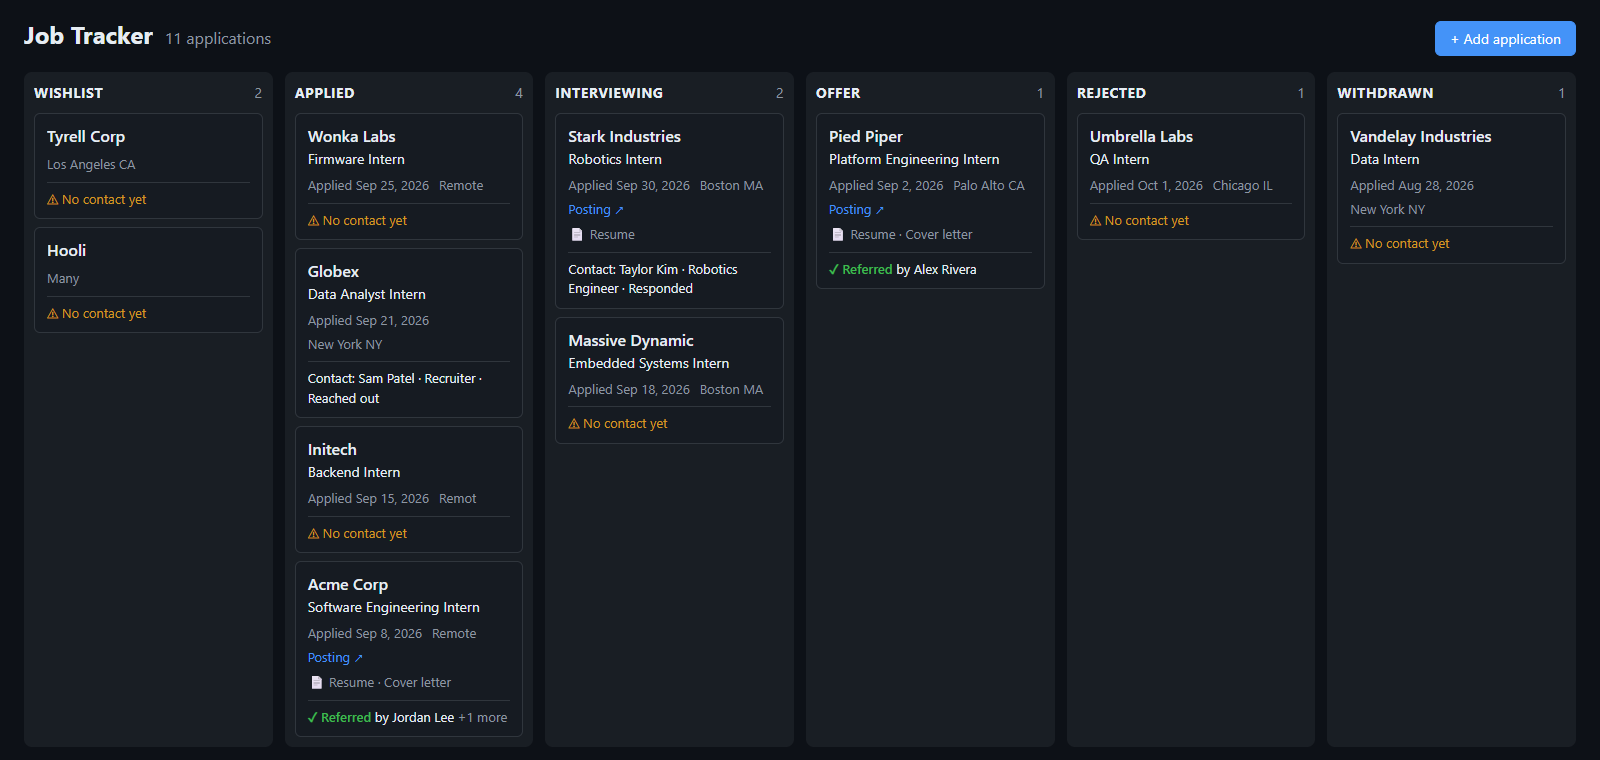 Job Tracker 11 applications
+ Add application
WISHLIST 2
Tyrell Corp
Los Angeles CA
⚠ No contact yet
Hooli
Many
⚠ No contact yet
APPLIED 4
Wonka Labs
Firmware Intern
Applied Sep 25, 2026 Remote
⚠ No contact yet
Globex
Data Analyst Intern
Applied Sep 21, 2026
New York NY
Contact: Sam Patel · Recruiter ·
Reached out
Initech
Backend Intern
Applied Sep 15, 2026 Remot
⚠ No contact yet
Acme Corp
Software Engineering Intern
Applied Sep 8, 2026 Remote
Posting ↗
📄 Resume · Cover letter
✓ Referred by Jordan Lee +1 more
INTERVIEWING 2
Stark Industries
Robotics Intern
Applied Sep 30, 2026 Boston MA
Posting ↗
📄 Resume
Contact: Taylor Kim · Robotics
Engineer · Responded
Massive Dynamic
Embedded Systems Intern
Applied Sep 18, 2026 Boston MA
⚠ No contact yet
OFFER 1
Pied Piper
Platform Engineering Intern
Applied Sep 2, 2026 Palo Alto CA
Posting ↗
📄 Resume · Cover letter
✓ Referred by Alex Rivera
REJECTED 1
Umbrella Labs
QA Intern
Applied Oct 1, 2026 Chicago IL
⚠ No contact yet
WITHDRAWN 1
Vandelay Industries
Data Intern
Applied Aug 28, 2026
New York NY
⚠ No contact yet